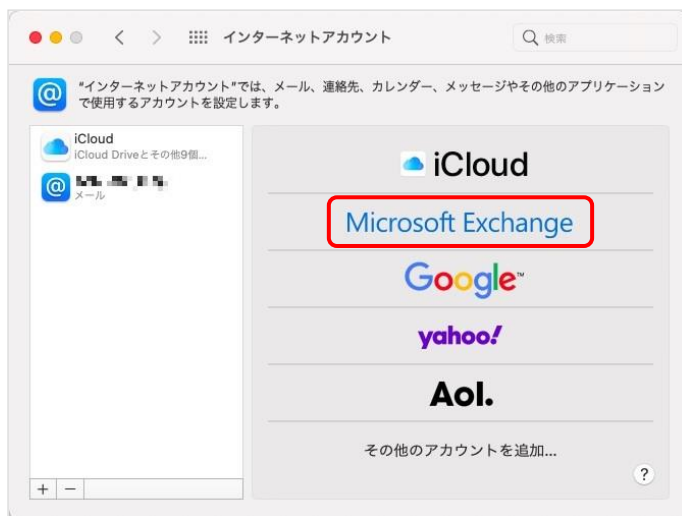 インターネットアカウント
検索
"インターネットアカウント"では、メール、連絡先、カレンダー、メッセージやその他のアプリケーション
で使用するアカウントを設定します。
iCloud
iCloud Driveとその他9個...
メール
iCloud
Microsoft Exchange
Google™
yahoo!
Aol.
その他のアカウントを追加...
?
+ −